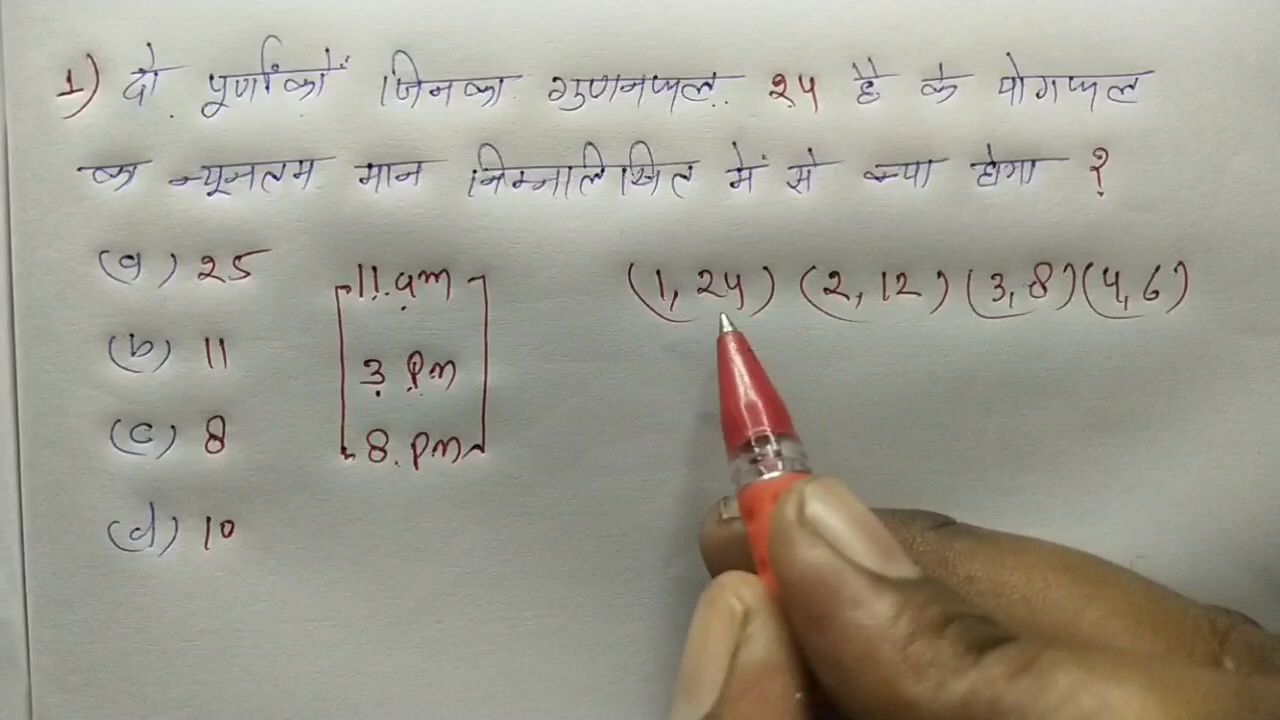 1) दो पूर्णांकों जिनका गुणनफल 24 है के योगफल
का न्यूनतम मान निम्नलिखित में से क्या होगा ?
(a) 25
(b) 11
(c) 8
(d) 10
11.am
3 Pm
8.Pm
(1, 24) (2, 12) (3, 8) (4, 6)